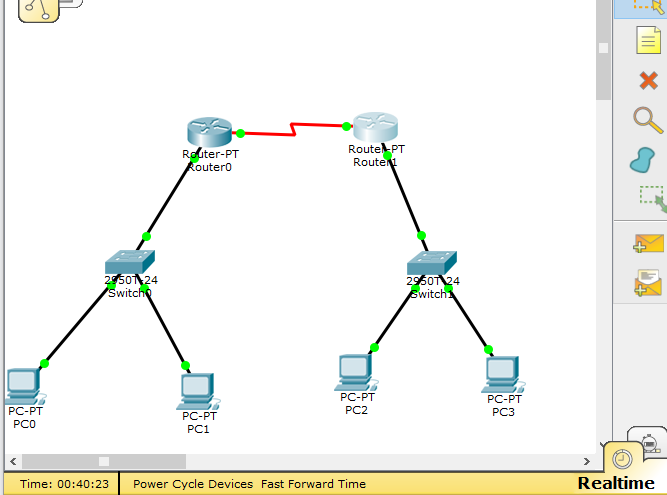 Router-PT
Router0
Router-PT
Router1
2950T-24
Switch0
2950T-24
Switch1
PC-PT
PC0
PC-PT
PC1
PC-PT
PC2
PC-PT
PC3
Time: 00:40:23
Power Cycle Devices Fast Forward Time
Realtime